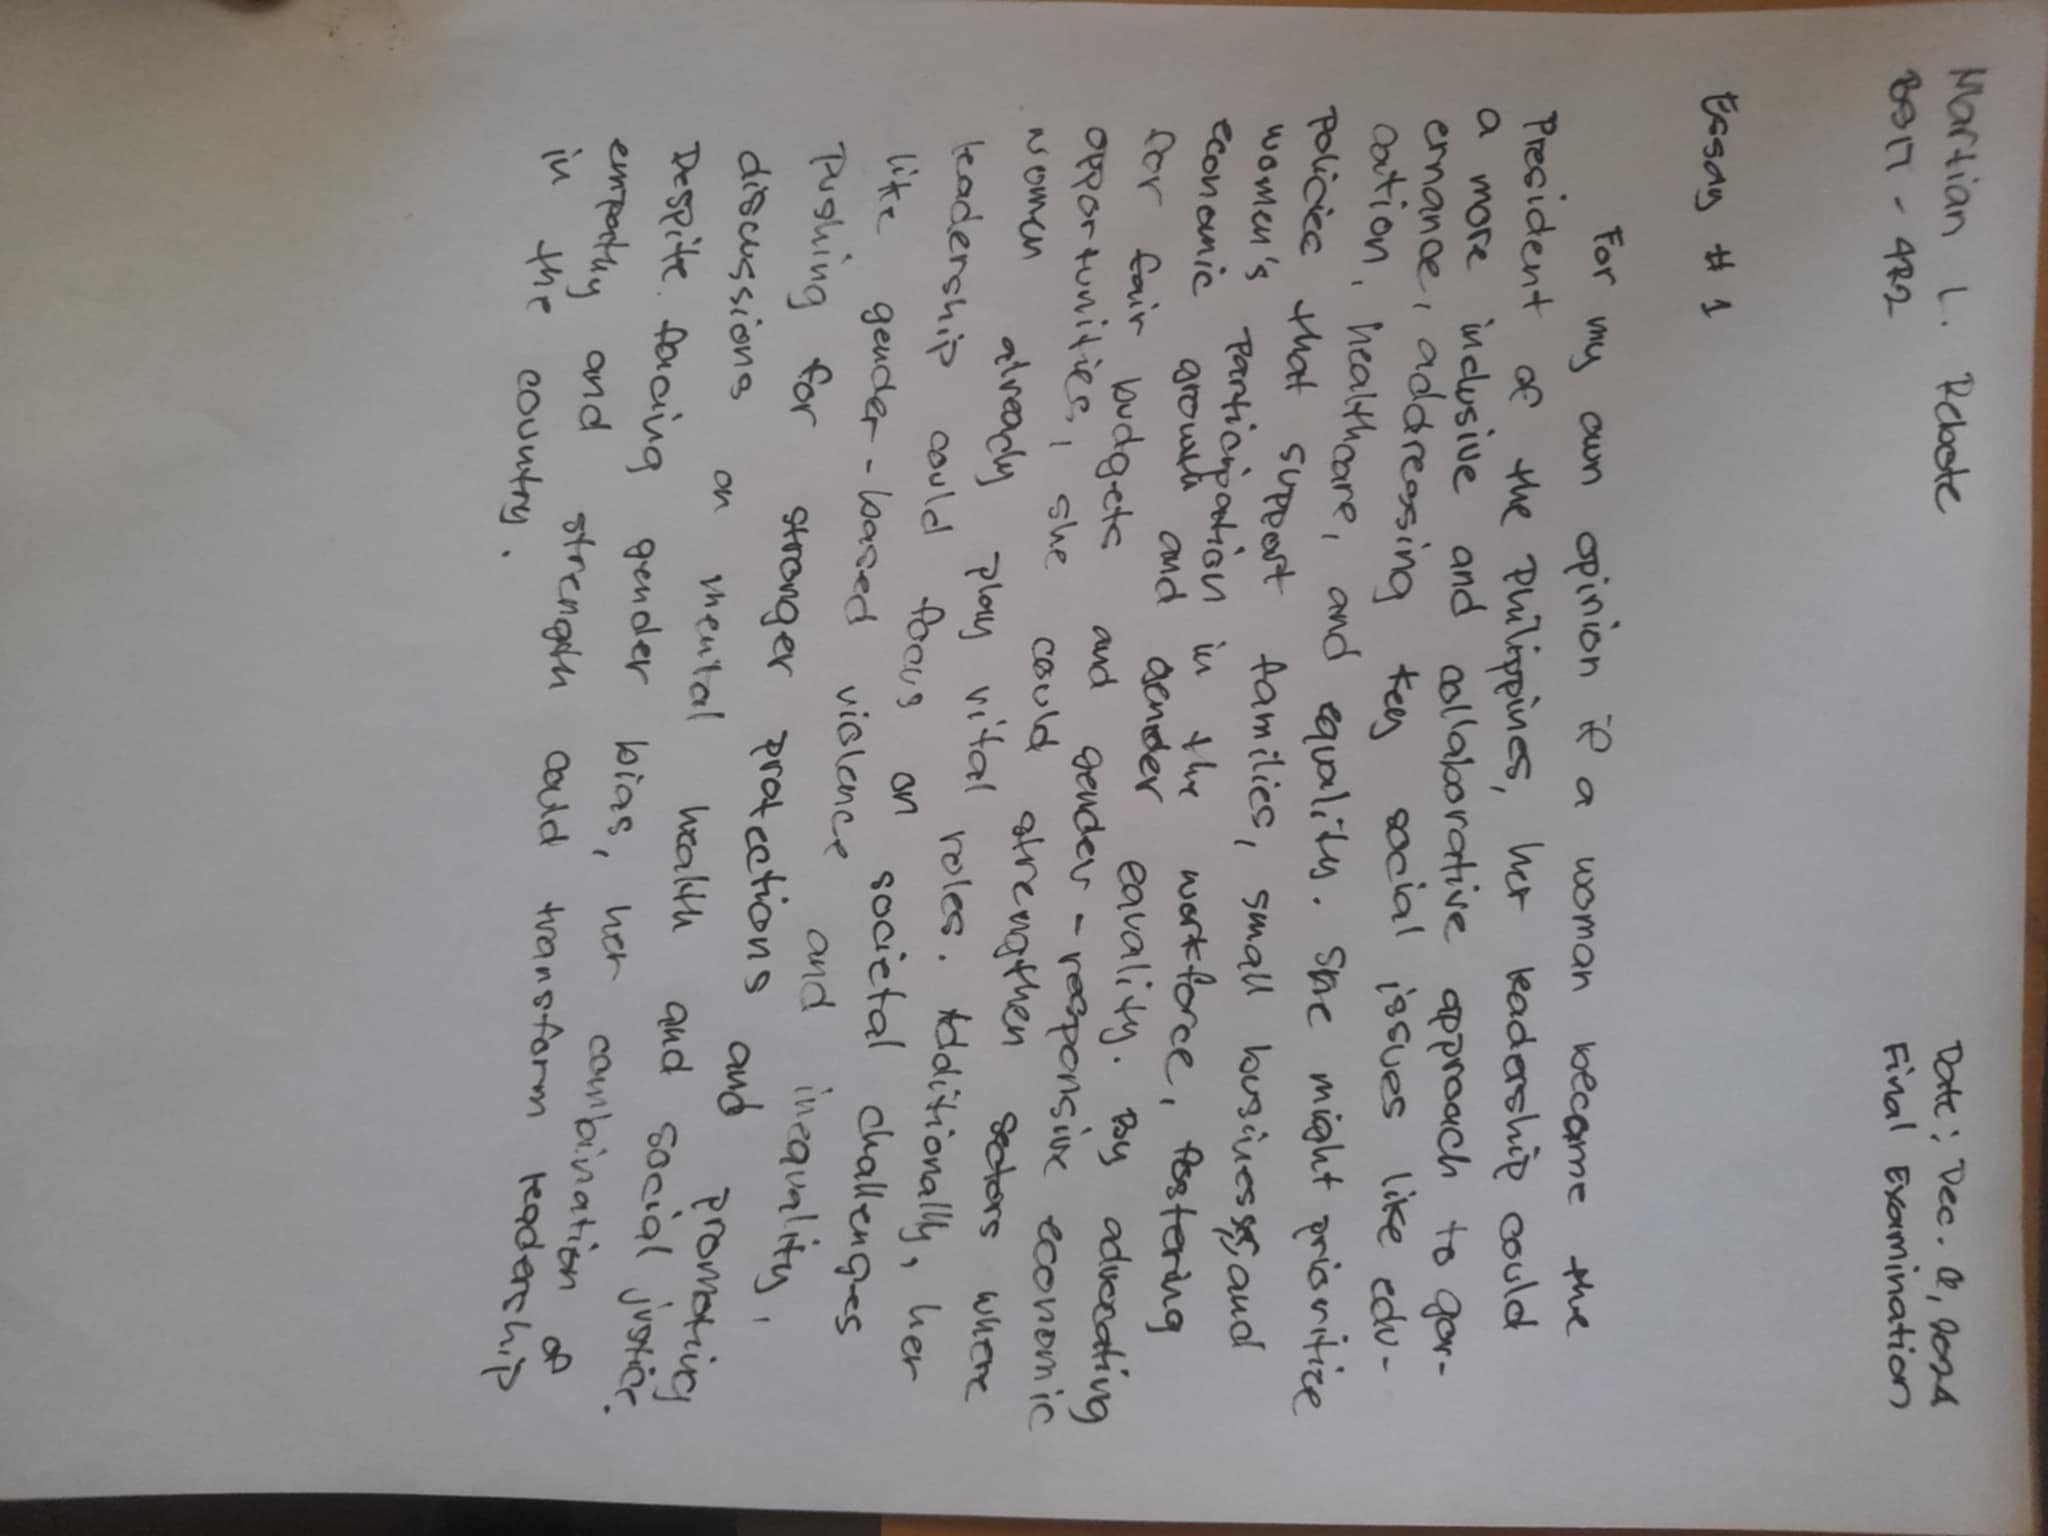 Martian L. Rebote
Date: Dec. 2024
BSIT - 4R2
Final Examination
Essay # 1
For my own opinion if a woman became the
President of the Philippines, her leadership could
a more inclusive and collaborative approach to gov-
ernance, addressing key social issues like edu-
cation, healthcare, and equality. She might prioritize
policies that support families, small businesses, and
women's participation in the workforce, fostering
economic growth and gender equality. By advocating
for fair budgets and gender-responsive economic
opportunities, she could strengthen sectors where
women already play vital roles. Additionally, her
leadership could focus on societal challenges
like gender-based violence and inequality,
Pushing for stronger protections and promoting
discussions on mental health and social justice.
Despite facing gender bias, her combination of
empathy and strength could transform leadership
in the country.